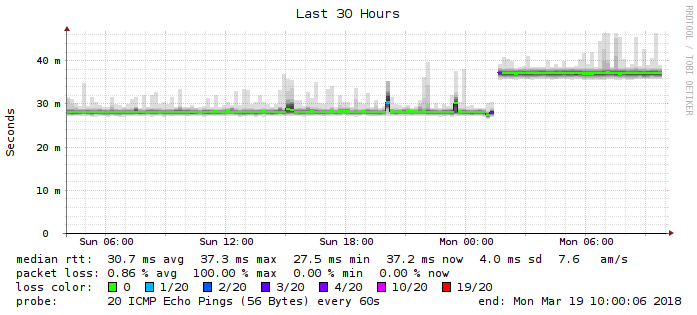 Last 30 Hours
RRDTOOL / TOBI OETIKER
Seconds
40 m
30 m
20 m
10 m
0
Sun 06:00 Sun 12:00 Sun 18:00 Mon 00:00 Mon 06:00
median rtt: 30.7 ms avg 37.3 ms max 27.5 ms min 37.2 ms now 4.0 ms sd 7.6 am/s
packet loss: 0.86 % avg 100.00 % max 0.00 % min 0.00 % now
loss color: 0 1/20 2/20 3/20 4/20 10/20 19/20
probe: 20 ICMP Echo Pings (56 Bytes) every 60s end: Mon Mar 19 10:00:06 2018